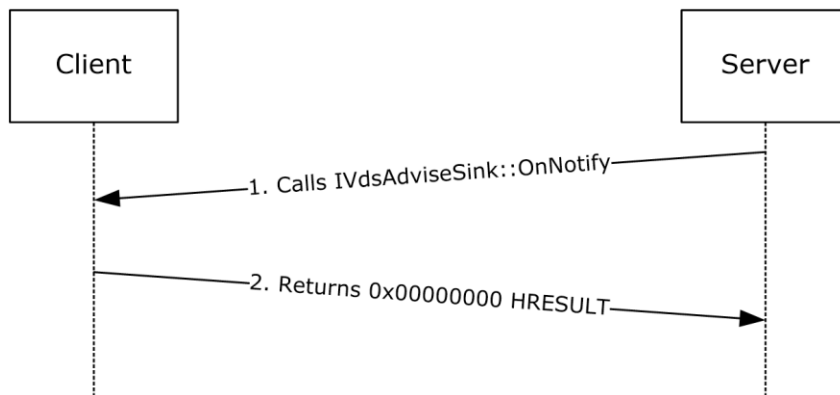 Client
Server
1. Calls IVdsAdviseSink::OnNotify
2. Returns 0x00000000 HRESULT